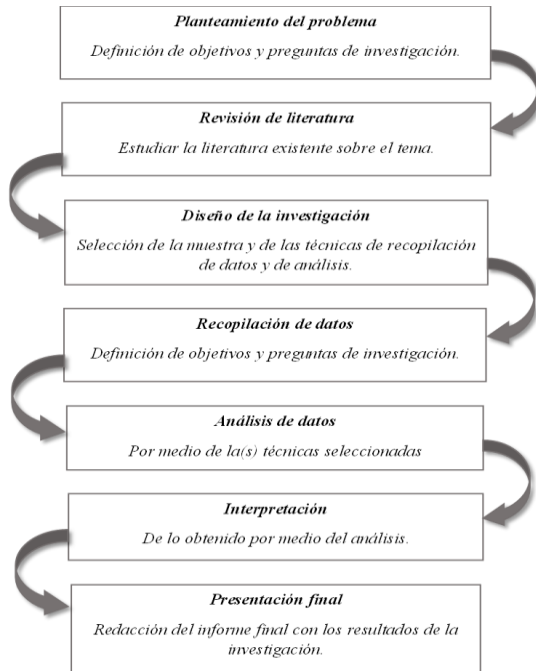 Planteamiento del problema
Definición de objetivos y preguntas de investigación.
Revisión de literatura
Estudiar la literatura existente sobre el tema.
Diseño de la investigación
Selección de la muestra y de las técnicas de recopilación
de datos y de análisis.
Recopilación de datos
Definición de objetivos y preguntas de investigación.
Análisis de datos
Por medio de la(s) técnicas seleccionadas
Interpretación
De lo obtenido por medio del análisis.
Presentación final
Redacción del informe final con los resultados de la
investigación.